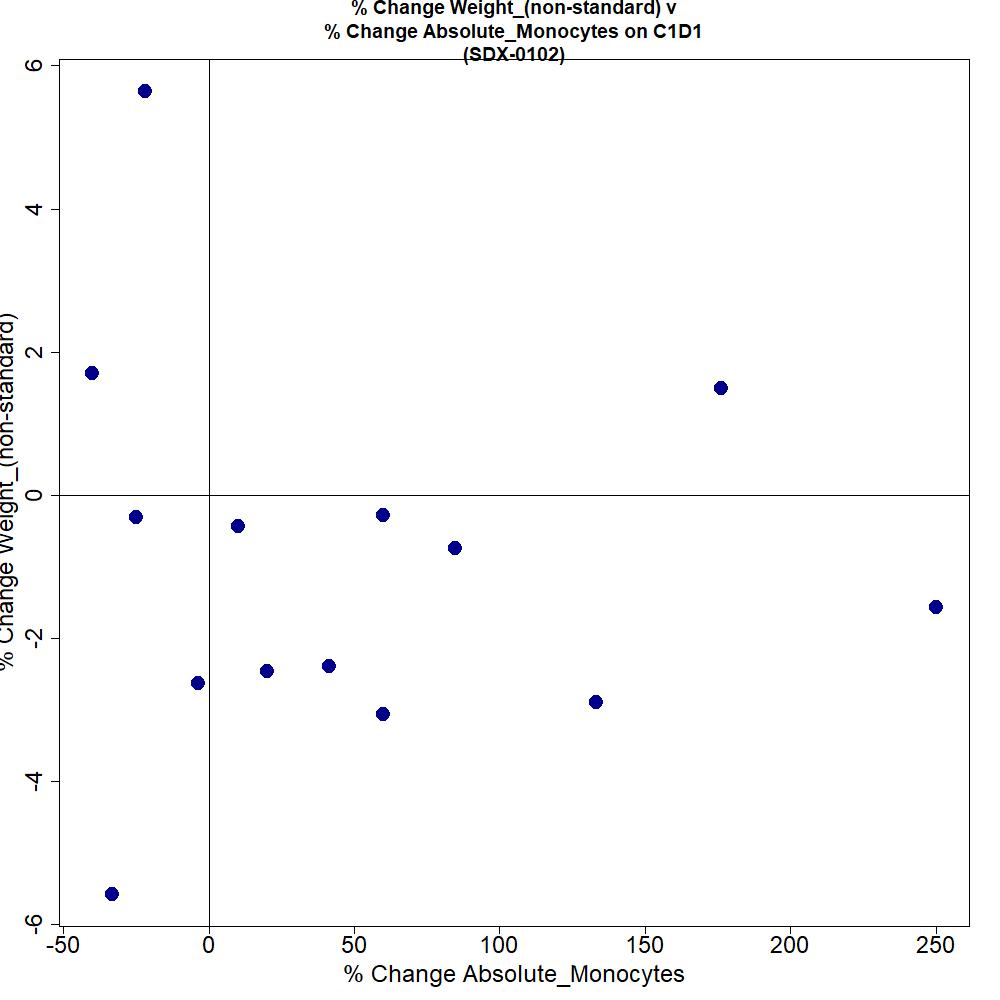 % Change Weight_(non-standard) v
% Change Absolute_Monocytes on C1D1
(SDX-0102)
% Change Weight_(non-standard)
6
4
2
0
-2
-4
-6
-50 0 50 100 150 200 250
% Change Absolute_Monocytes